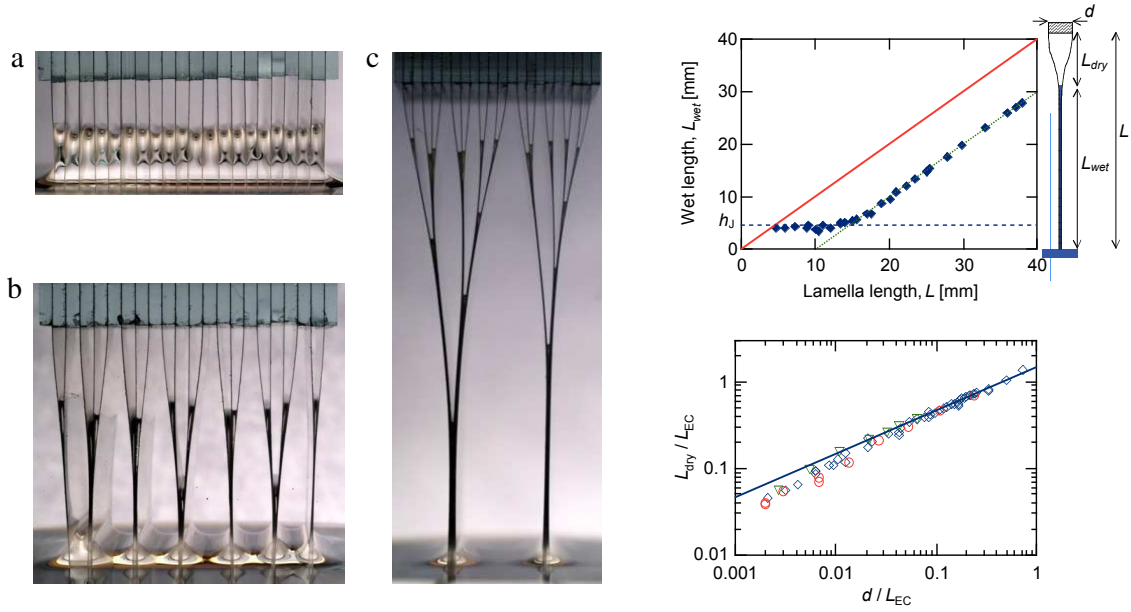 a
b
c
Wet length, L_wet [mm]
40
30
20
10
h_J
0
0
10
20
30
40
Lamella length, L [mm]
d
L_dry
L
L_wet
L_dry / L_EC
1
0.1
0.01
0.001
0.01
0.1
1
d / L_EC